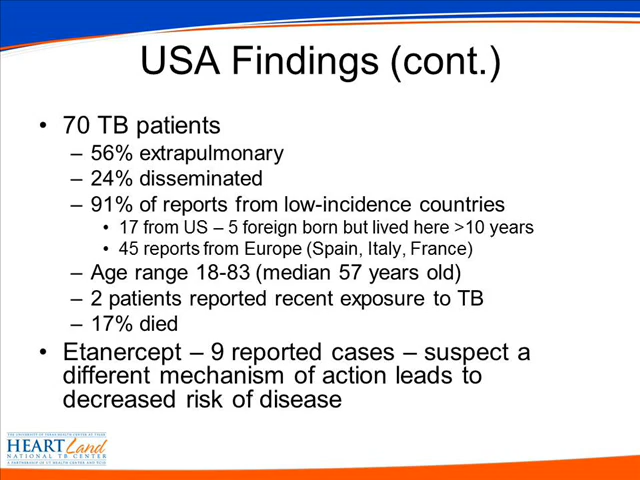 USA Findings (cont.)
• 70 TB patients
– 56% extrapulmonary
– 24% disseminated
– 91% of reports from low-incidence countries
• 17 from US – 5 foreign born but lived here >10 years
• 45 reports from Europe (Spain, Italy, France)
– Age range 18-83 (median 57 years old)
– 2 patients reported recent exposure to TB
– 17% died
• Etanercept – 9 reported cases – suspect a
different mechanism of action leads to
decreased risk of disease
HEARTLand
NATIONAL TB CENTER